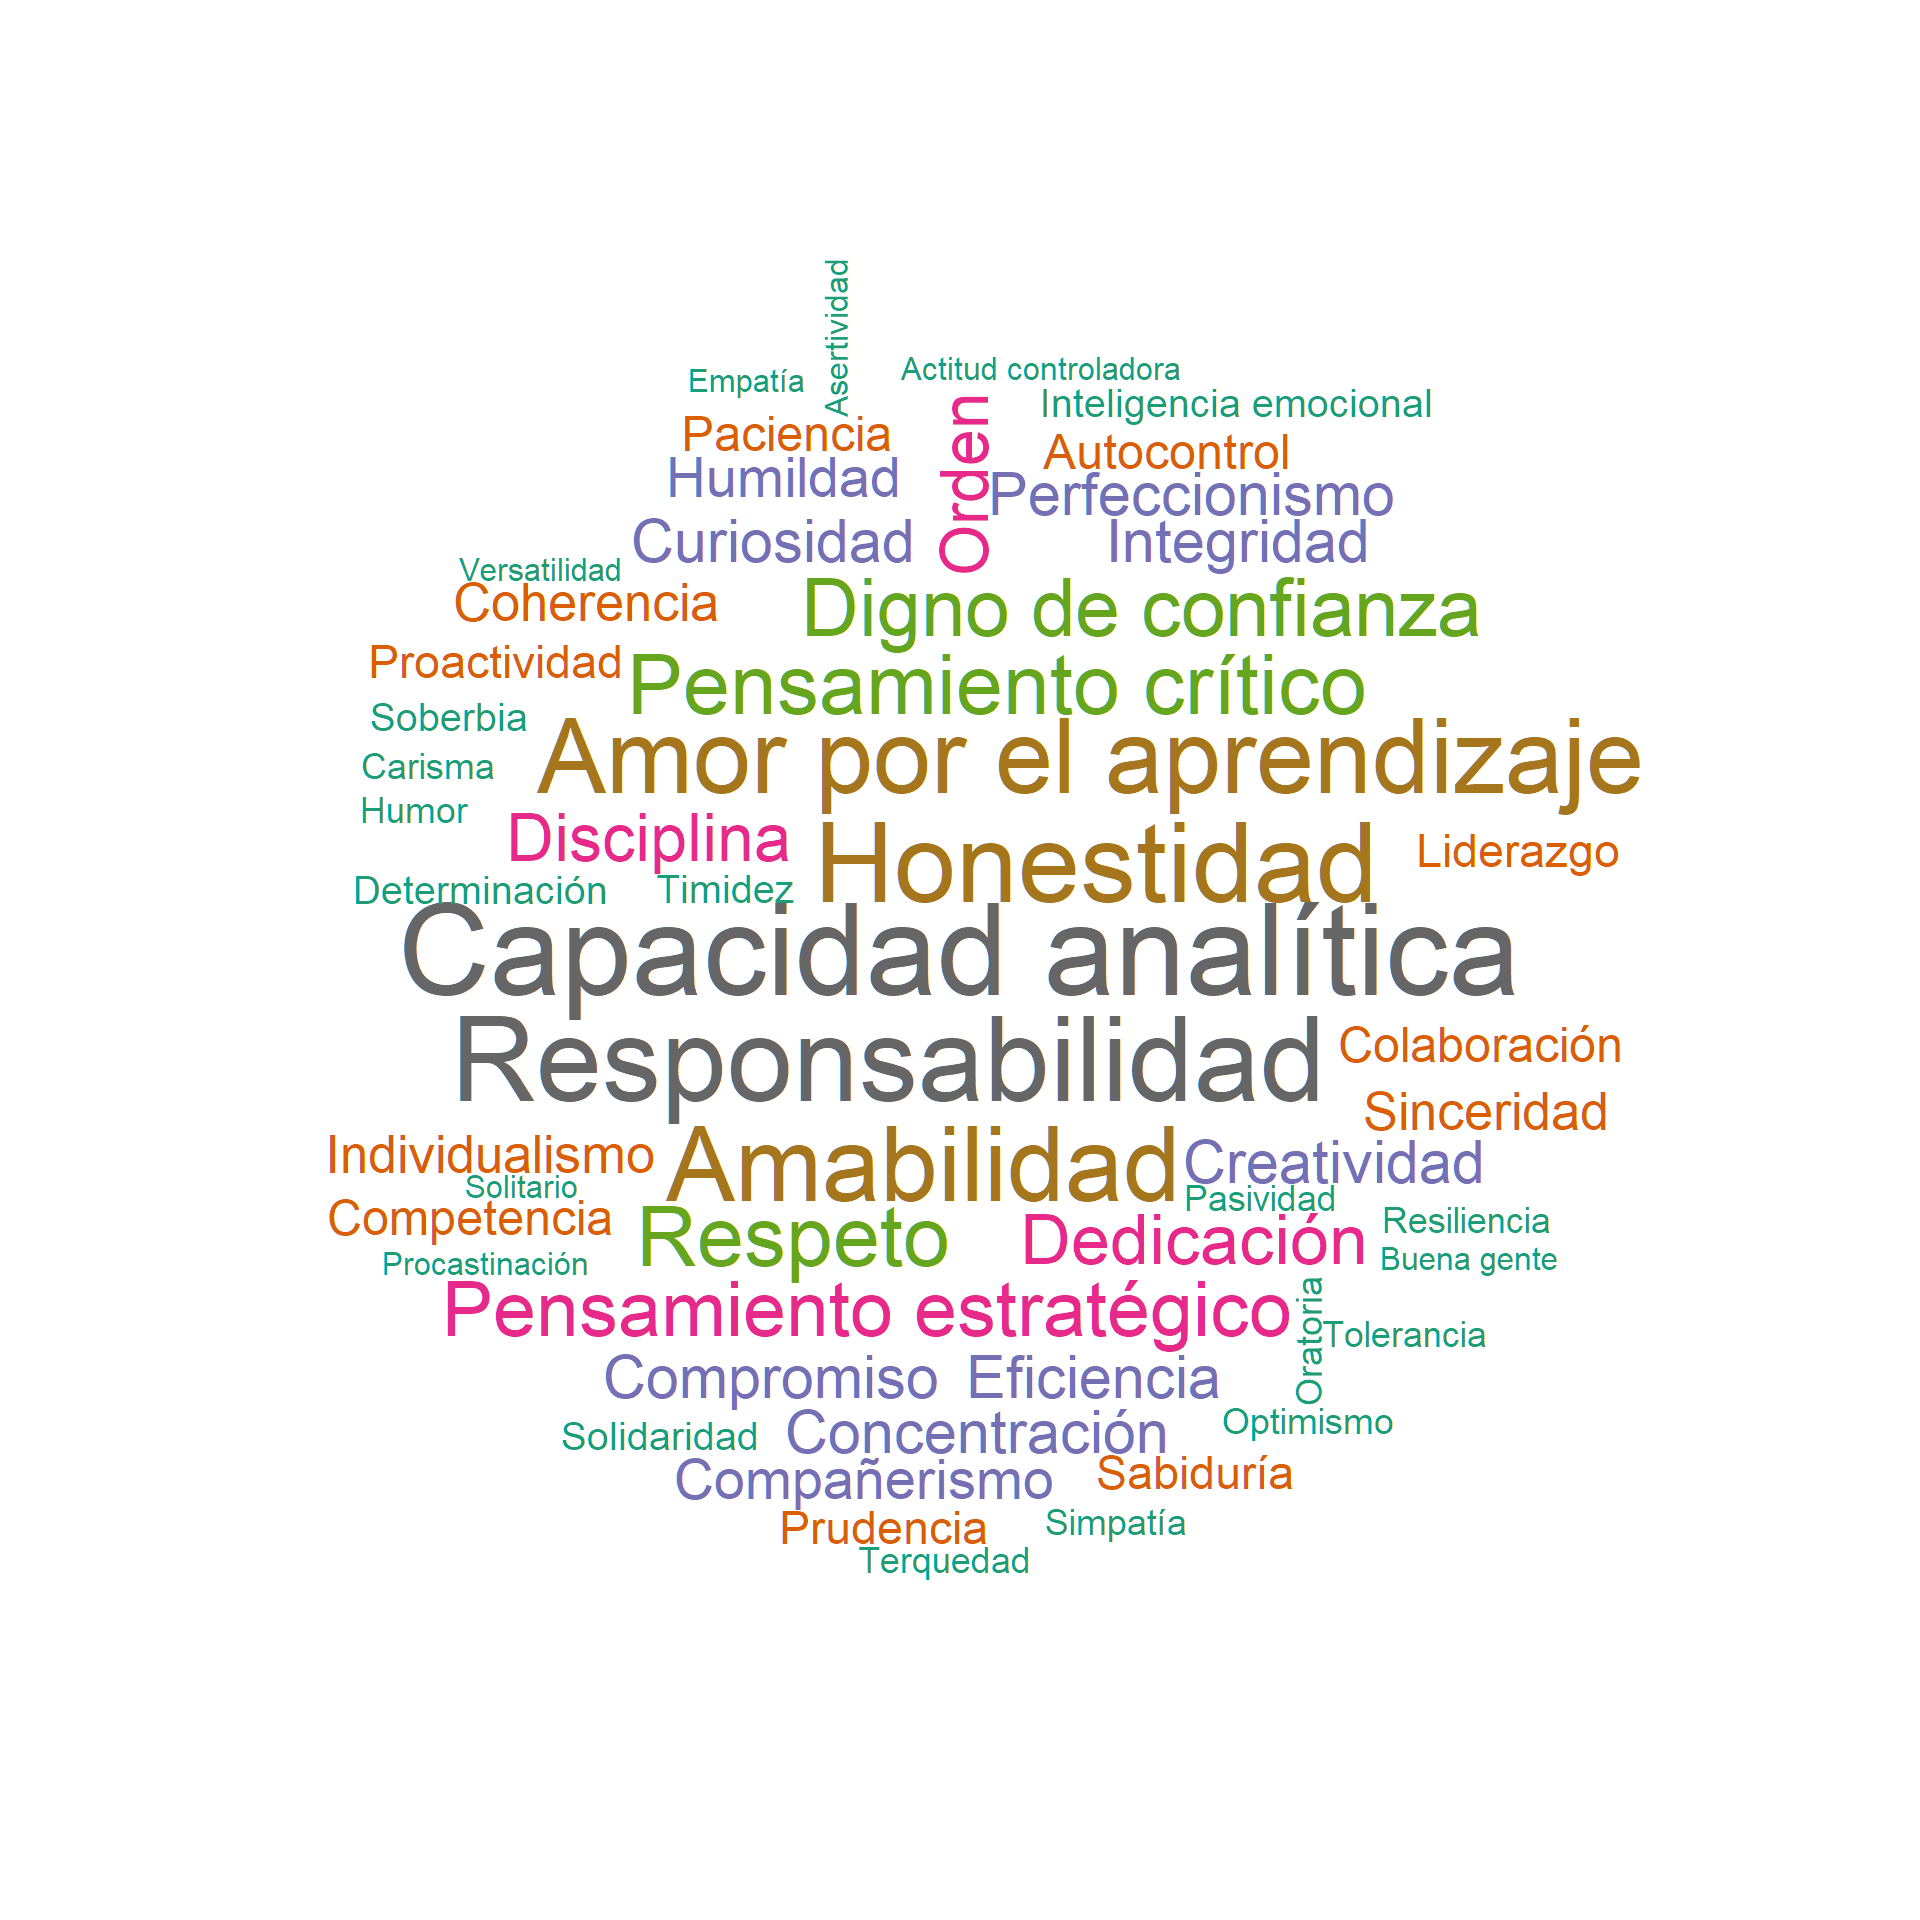 Asertividad
Empatía
Actitud controladora
Inteligencia emocional
Paciencia
Orden
Autocontrol
Humildad
Perfeccionismo
Curiosidad
Integridad
Versatilidad
Coherencia
Digno de confianza
Proactividad
Pensamiento crítico
Soberbia
Amor por el aprendizaje
Carisma
Humor
Disciplina
Honestidad
Liderazgo
Determinación
Timidez
Capacidad analítica
Responsabilidad
Colaboración
Sinceridad
Individualismo
Amabilidad
Creatividad
Solitario
Pasividad
Competencia
Respeto
Dedicación
Resiliencia
Procastinación
Buena gente
Pensamiento estratégico
Oratoria
Tolerancia
Compromiso
Eficiencia
Solidaridad
Concentración
Optimismo
Compañerismo
Sabiduría
Prudencia
Simpatía
Terquedad